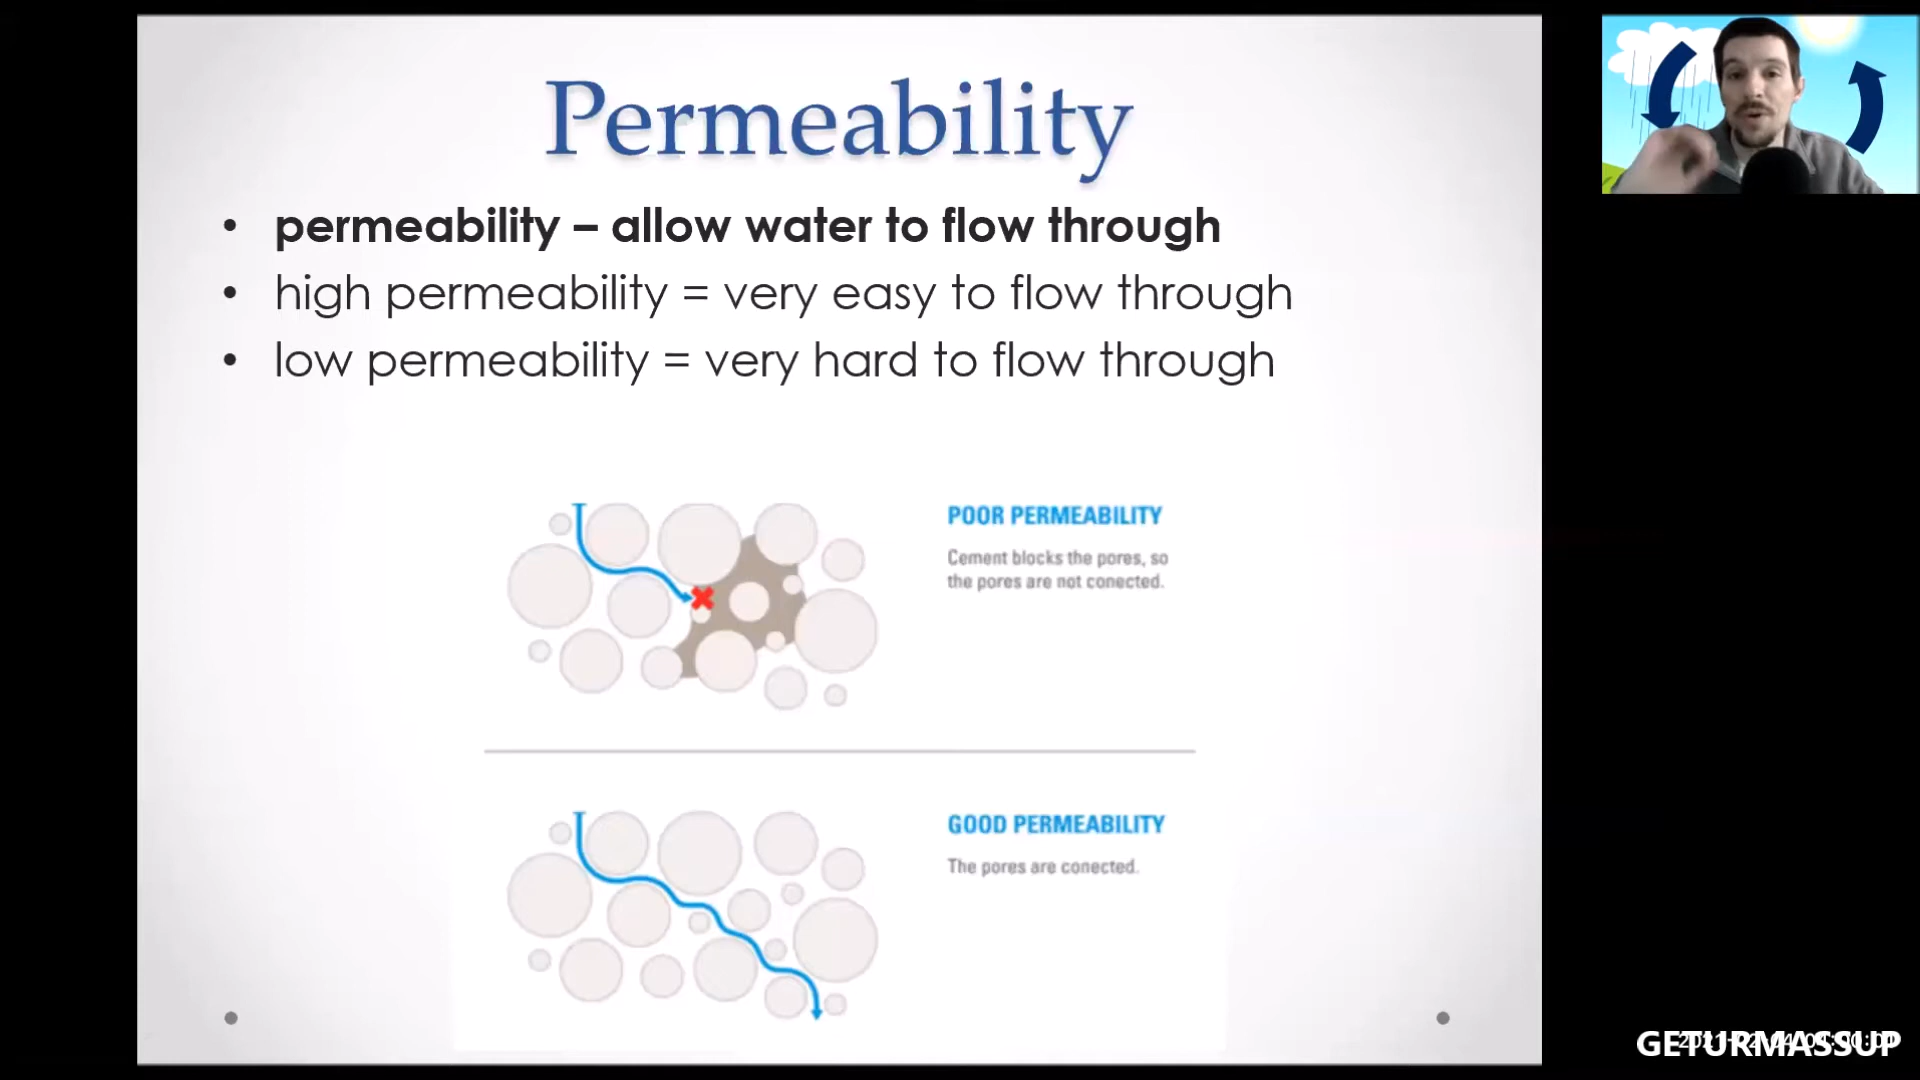 Permeability
• permeability – allow water to flow through
• high permeability = very easy to flow through
• low permeability = very hard to flow through
POOR PERMEABILITY
Cement blocks the pores, so
the pores are not conected.
GOOD PERMEABILITY
The pores are conected.
GETURMASSUP